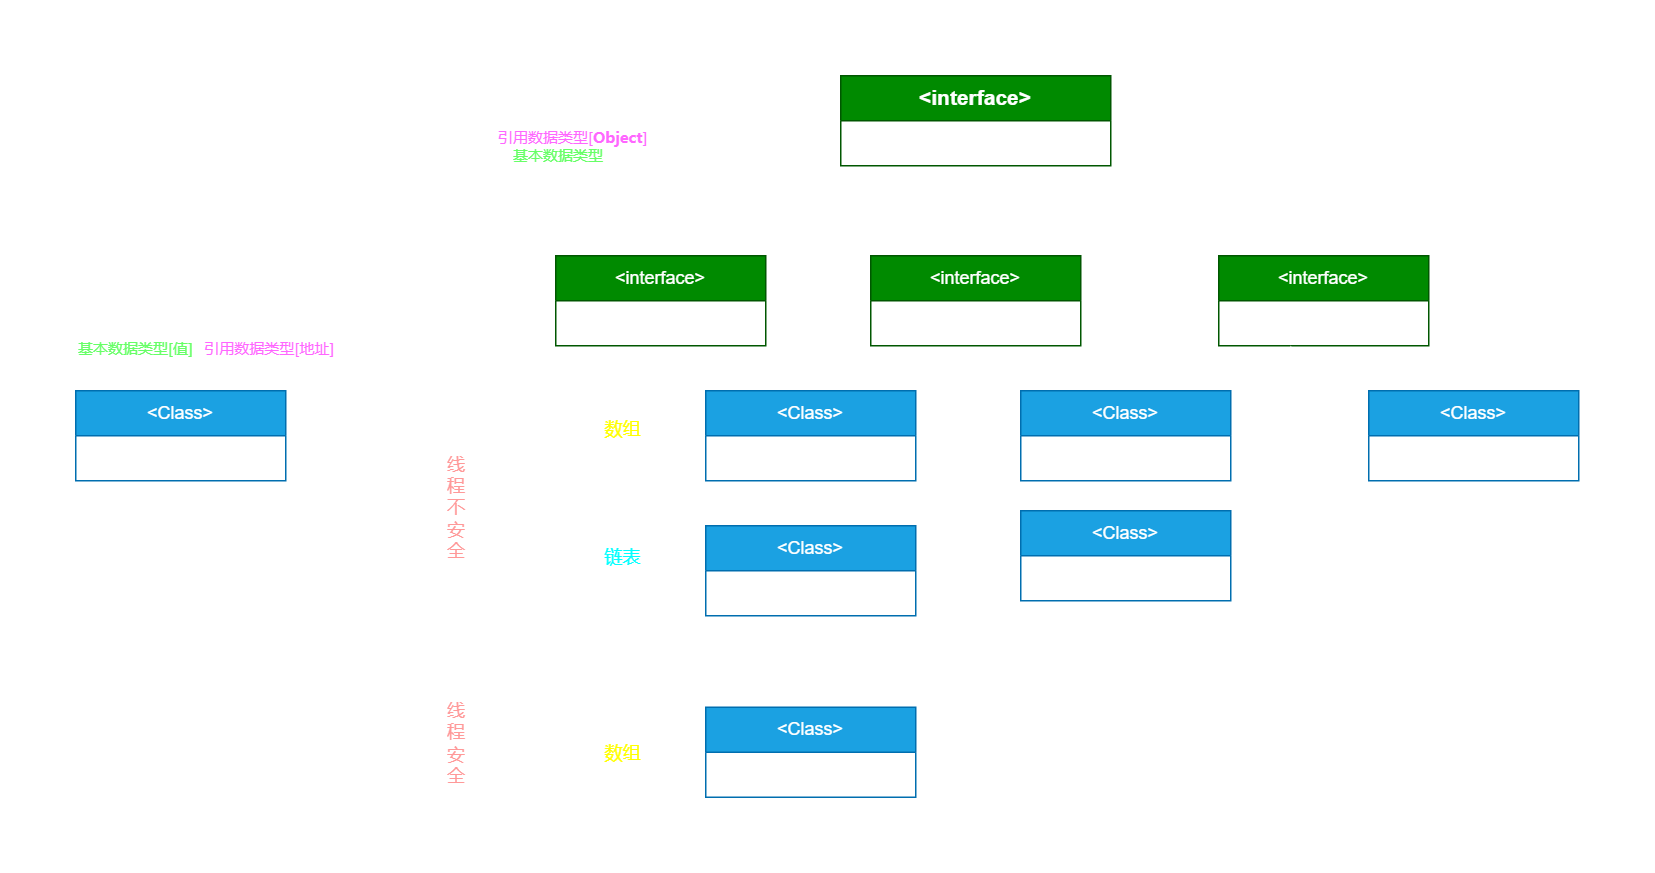 <interface>
引用数据类型[Object]
基本数据类型
<interface>
<interface>
<interface>
基本数据类型[值] 引用数据类型[地址]
<Class>
<Class>
<Class>
<Class>
数组
线程不安全
<Class>
<Class>
链表
线程安全
<Class>
数组